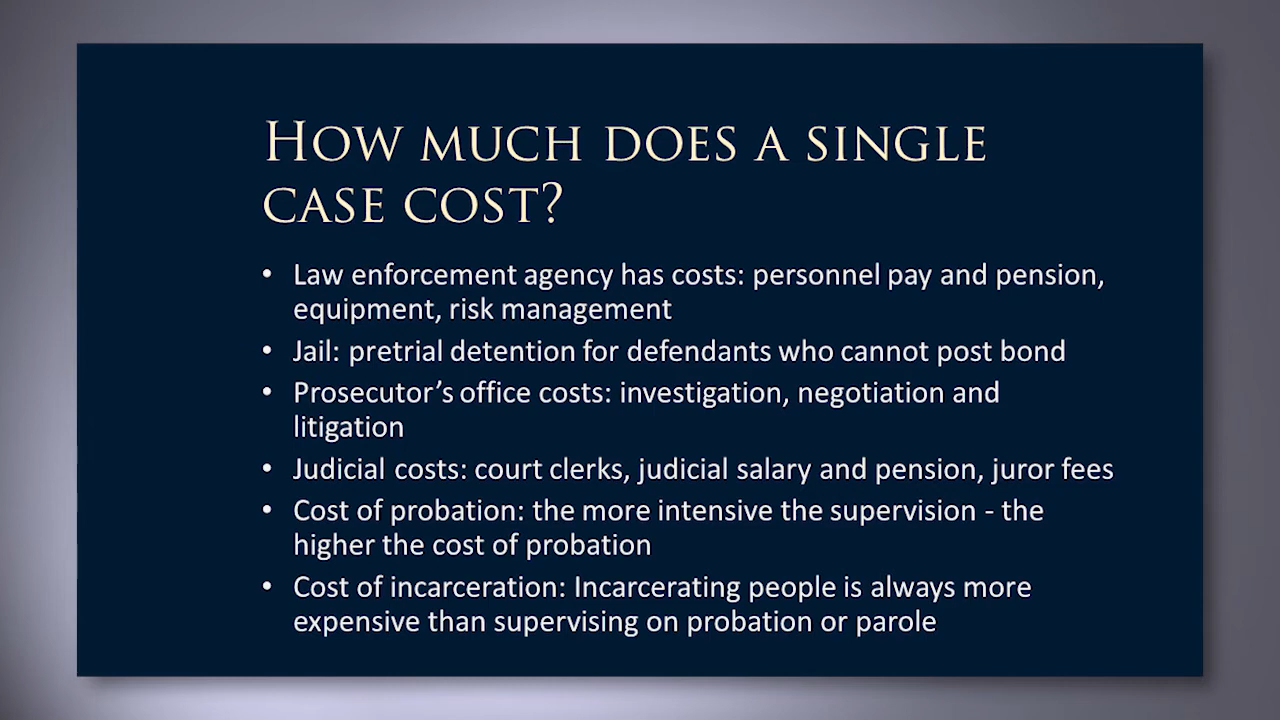 How much does a single
case cost?
• Law enforcement agency has costs: personnel pay and pension,
equipment, risk management
• Jail: pretrial detention for defendants who cannot post bond
• Prosecutor’s office costs: investigation, negotiation and
litigation
• Judicial costs: court clerks, judicial salary and pension, juror fees
• Cost of probation: the more intensive the supervision - the
higher the cost of probation
• Cost of incarceration: Incarcerating people is always more
expensive than supervising on probation or parole